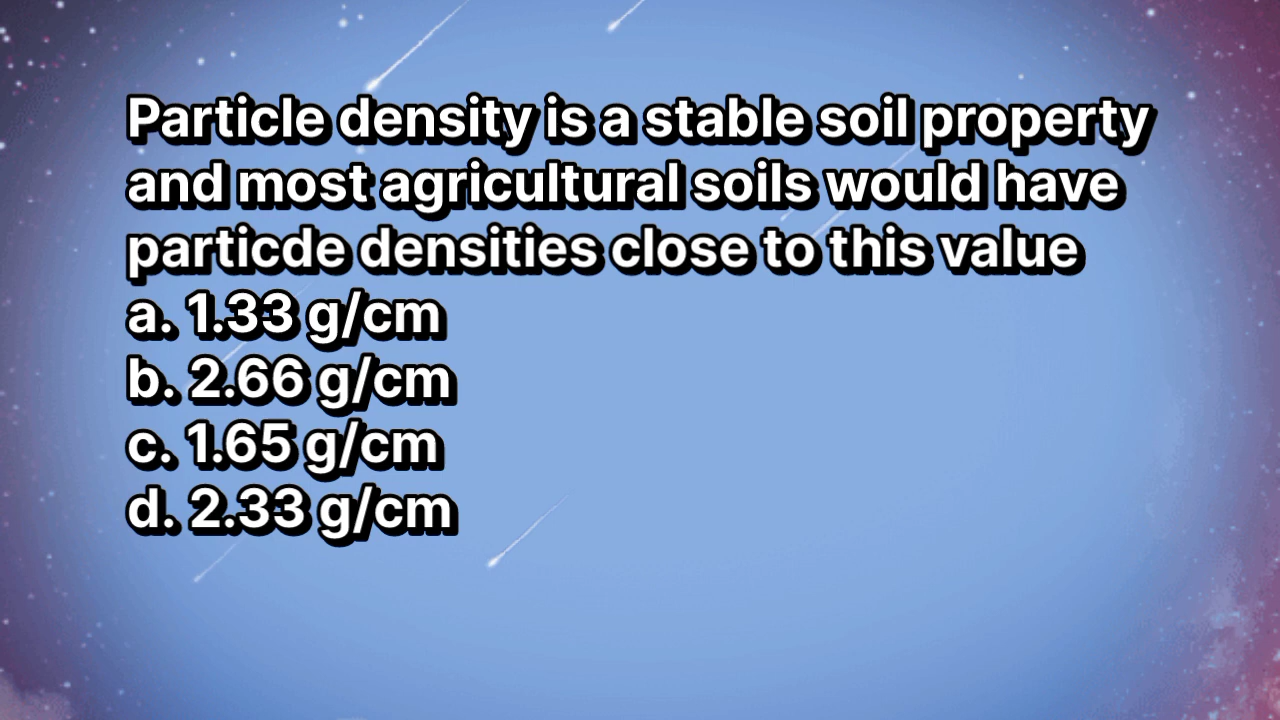 Particle density is a stable soil property
and most agricultural soils would have
particde densities close to this value
a. 1.33 g/cm
b. 2.66 g/cm
c. 1.65 g/cm
d. 2.33 g/cm